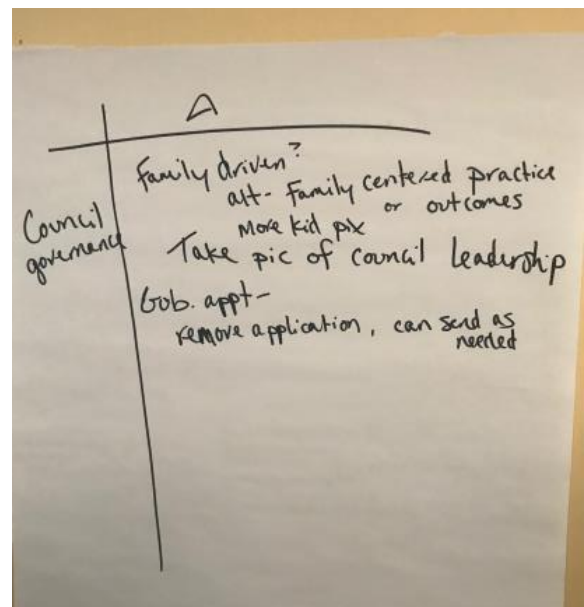 A
Council
governance
Family driven?
alt- Family centered practice
or outcomes
More kid pix
Take pic of council leadership
Gob. appt-
remove application, can send as
needed